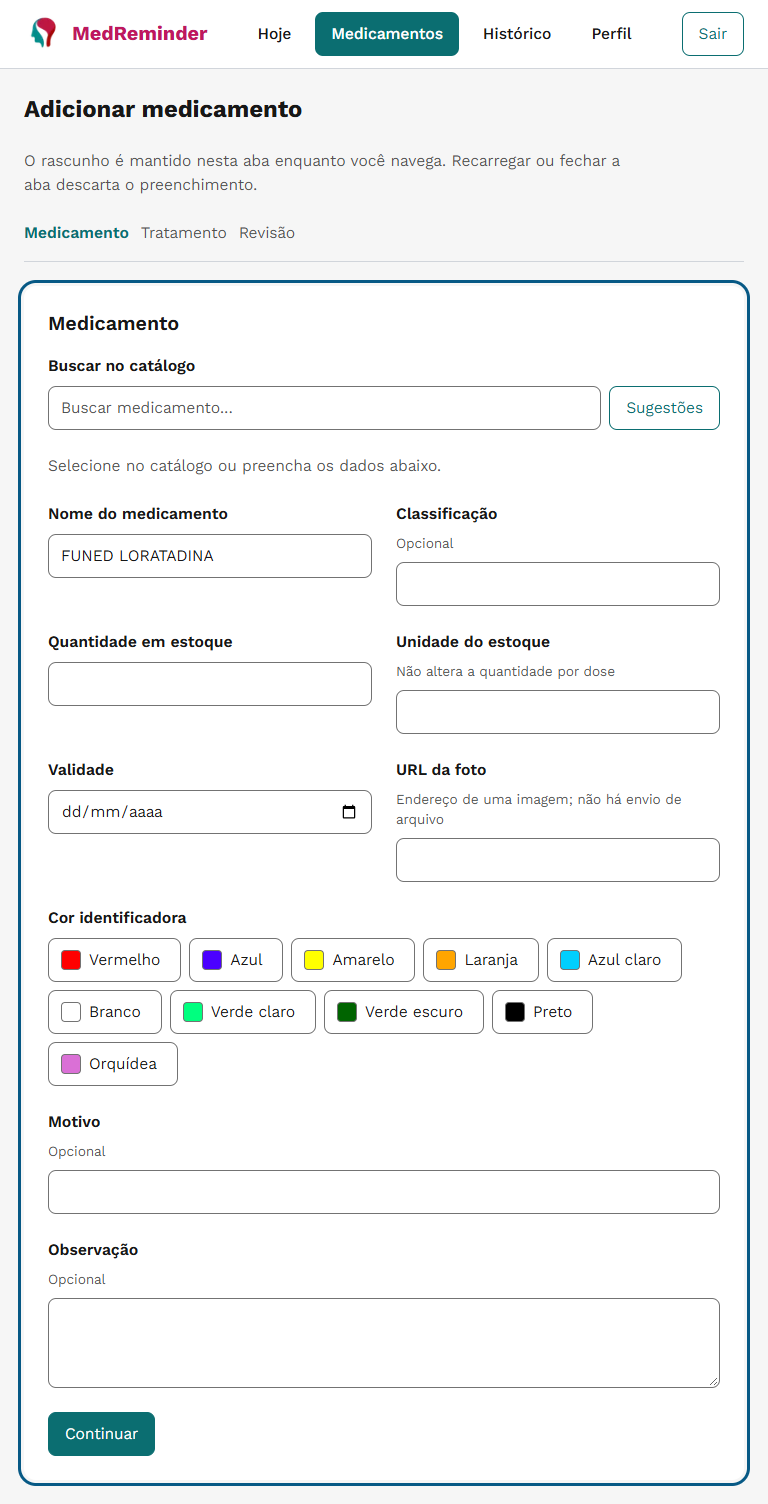 MedReminder
Hoje
Medicamentos
Histórico
Perfil
Sair
Adicionar medicamento
O rascunho é mantido nesta aba enquanto você navega. Recarregar ou fechar a
aba descarta o preenchimento.
Medicamento
Tratamento
Revisão
Medicamento
Buscar no catálogo
Buscar medicamento...
Sugestões
Selecione no catálogo ou preencha os dados abaixo.
Nome do medicamento
FUNED LORATADINA
Classificação
Opcional
Quantidade em estoque
Unidade do estoque
Não altera a quantidade por dose
Validade
dd/mm/aaaa
URL da foto
Endereço de uma imagem; não há envio de
arquivo
Cor identificadora
Vermelho
Azul
Amarelo
Laranja
Azul claro
Branco
Verde claro
Verde escuro
Preto
Orquídea
Motivo
Opcional
Observação
Opcional
Continuar